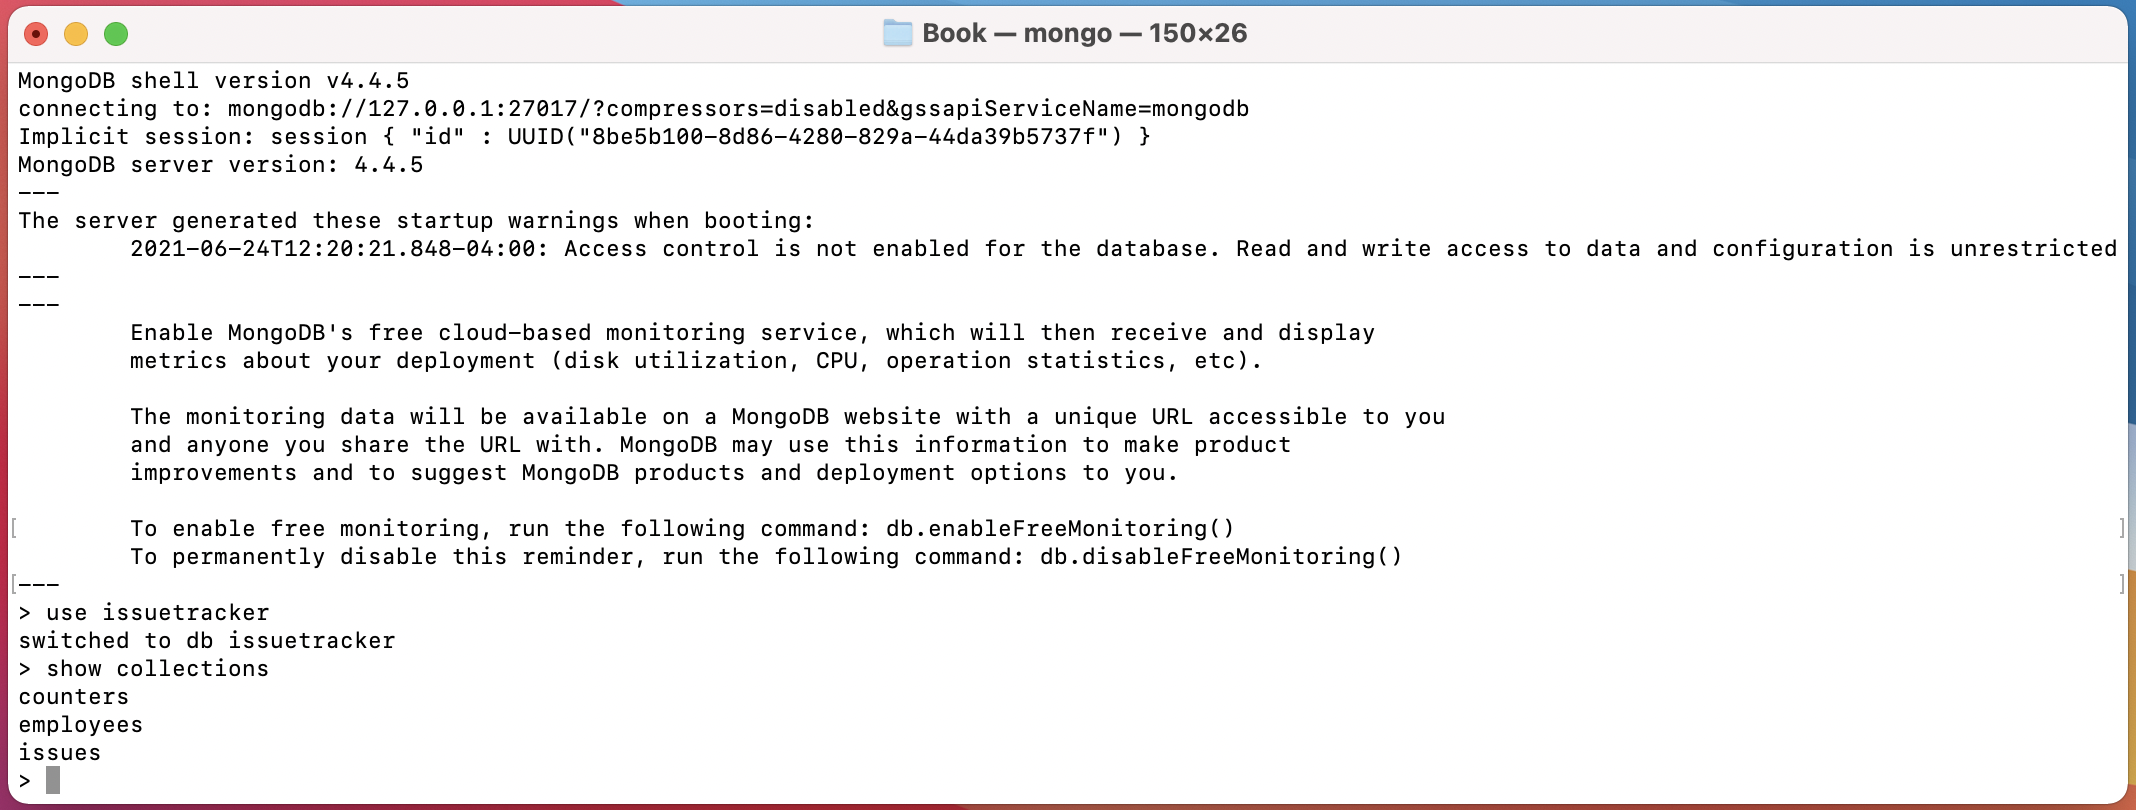 Book — mongo — 150×26
MongoDB shell version v4.4.5
connecting to: mongodb://127.0.0.1:27017/?compressors=disabled&gssapiServiceName=mongodb
Implicit session: session { "id" : UUID("8be5b100-8d86-4280-829a-44da39b5737f") }
MongoDB server version: 4.4.5
---
The server generated these startup warnings when booting:
        2021-06-24T12:20:21.848-04:00: Access control is not enabled for the database. Read and write access to data and configuration is unrestricted
---
---
        Enable MongoDB's free cloud-based monitoring service, which will then receive and display
        metrics about your deployment (disk utilization, CPU, operation statistics, etc).

        The monitoring data will be available on a MongoDB website with a unique URL accessible to you
        and anyone you share the URL with. MongoDB may use this information to make product
        improvements and to suggest MongoDB products and deployment options to you.

        To enable free monitoring, run the following command: db.enableFreeMonitoring()
        To permanently disable this reminder, run the following command: db.disableFreeMonitoring()
---
> use issuetracker
switched to db issuetracker
> show collections
counters
employees
issues
>